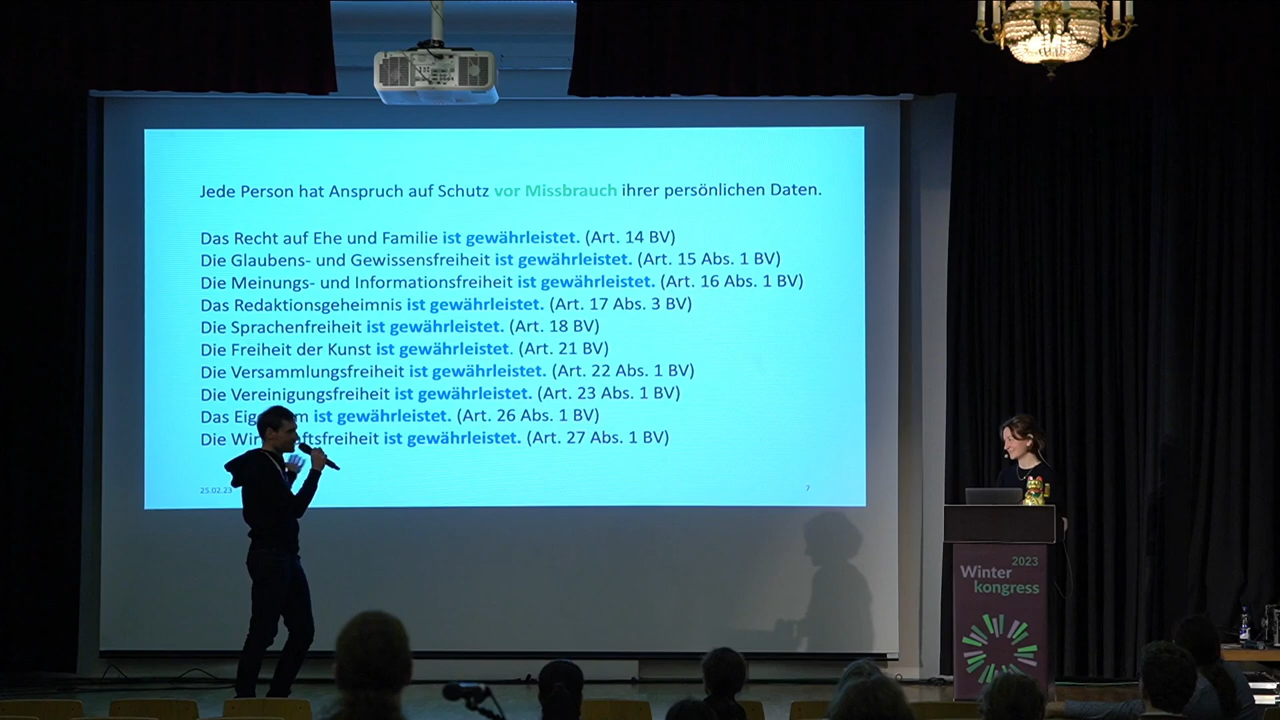 Jede Person hat Anspruch auf Schutz vor Missbrauch ihrer persönlichen Daten.
Das Recht auf Ehe und Familie ist gewährleistet. (Art. 14 BV)
Die Glaubens- und Gewissensfreiheit ist gewährleistet. (Art. 15 Abs. 1 BV)
Die Meinungs- und Informationsfreiheit ist gewährleistet. (Art. 16 Abs. 1 BV)
Das Redaktionsgeheimnis ist gewährleistet. (Art. 17 Abs. 3 BV)
Die Sprachenfreiheit ist gewährleistet. (Art. 18 BV)
Die Freiheit der Kunst ist gewährleistet. (Art. 21 BV)
Die Versammlungsfreiheit ist gewährleistet. (Art. 22 Abs. 1 BV)
Die Vereinigungsfreiheit ist gewährleistet. (Art. 23 Abs. 1 BV)
Das ist gewährleistet. (Art. 26 Abs. 1 BV)
Die ist gewährleistet. (Art. 27 Abs. 1 BV)
25.02.23
7
2023
Winter
kongress